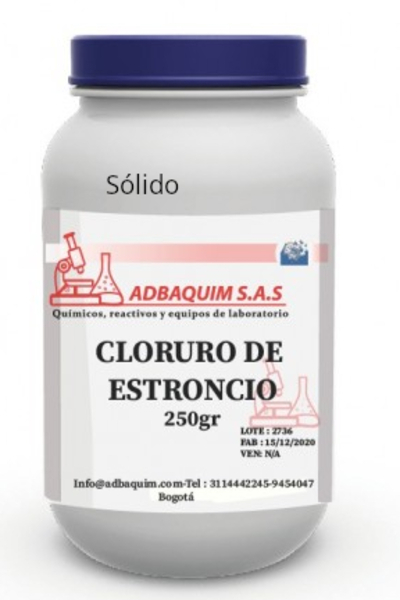 Sólido
ADBAQUIM S.A.S
Químicos, reactivos y equipos de laboratorio
CLORURO DE
ESTRONCIO
250gr
LOTE : 2736
FAB : 15/12/2020
VEN: N/A
Info@adbaquim.com-Tel : 3114442245-9454047
Bogotá